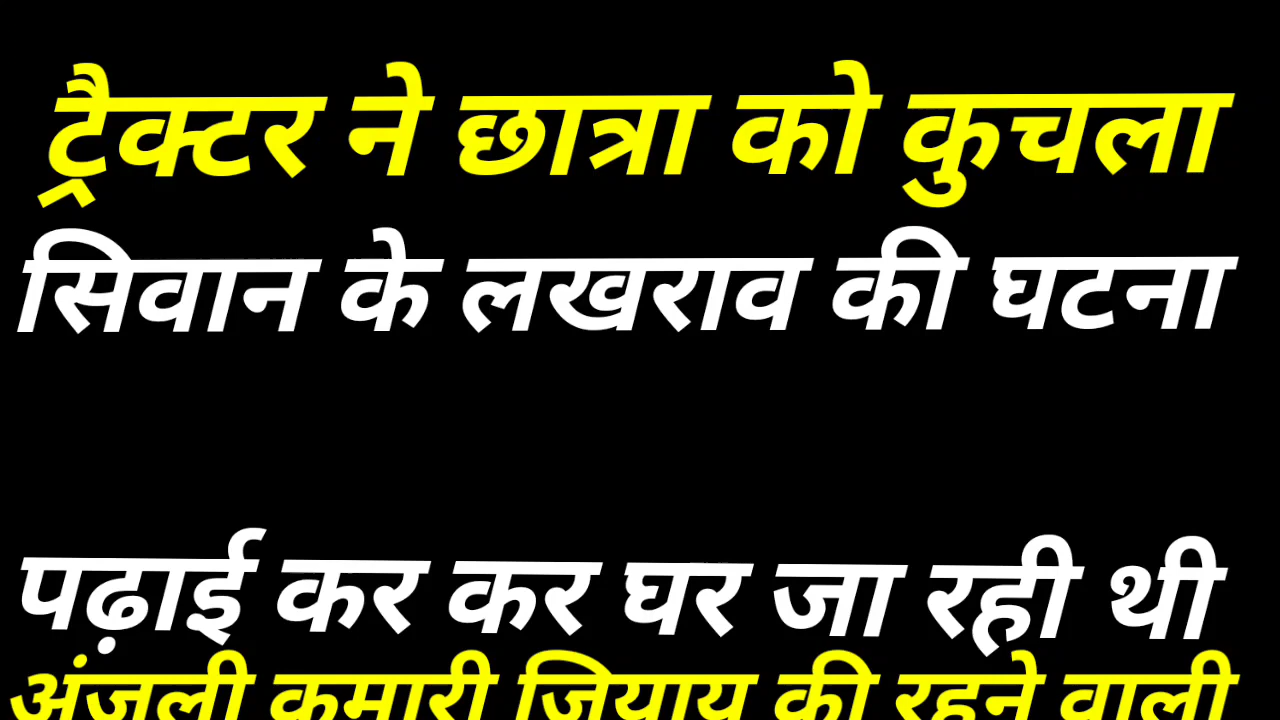 ट्रैक्टर ने छात्रा को कुचला
सिवान के लखराव की घटना
पढ़ाई कर कर घर जा रही थी
अंजली कुमारी जियाय की रहने वाली